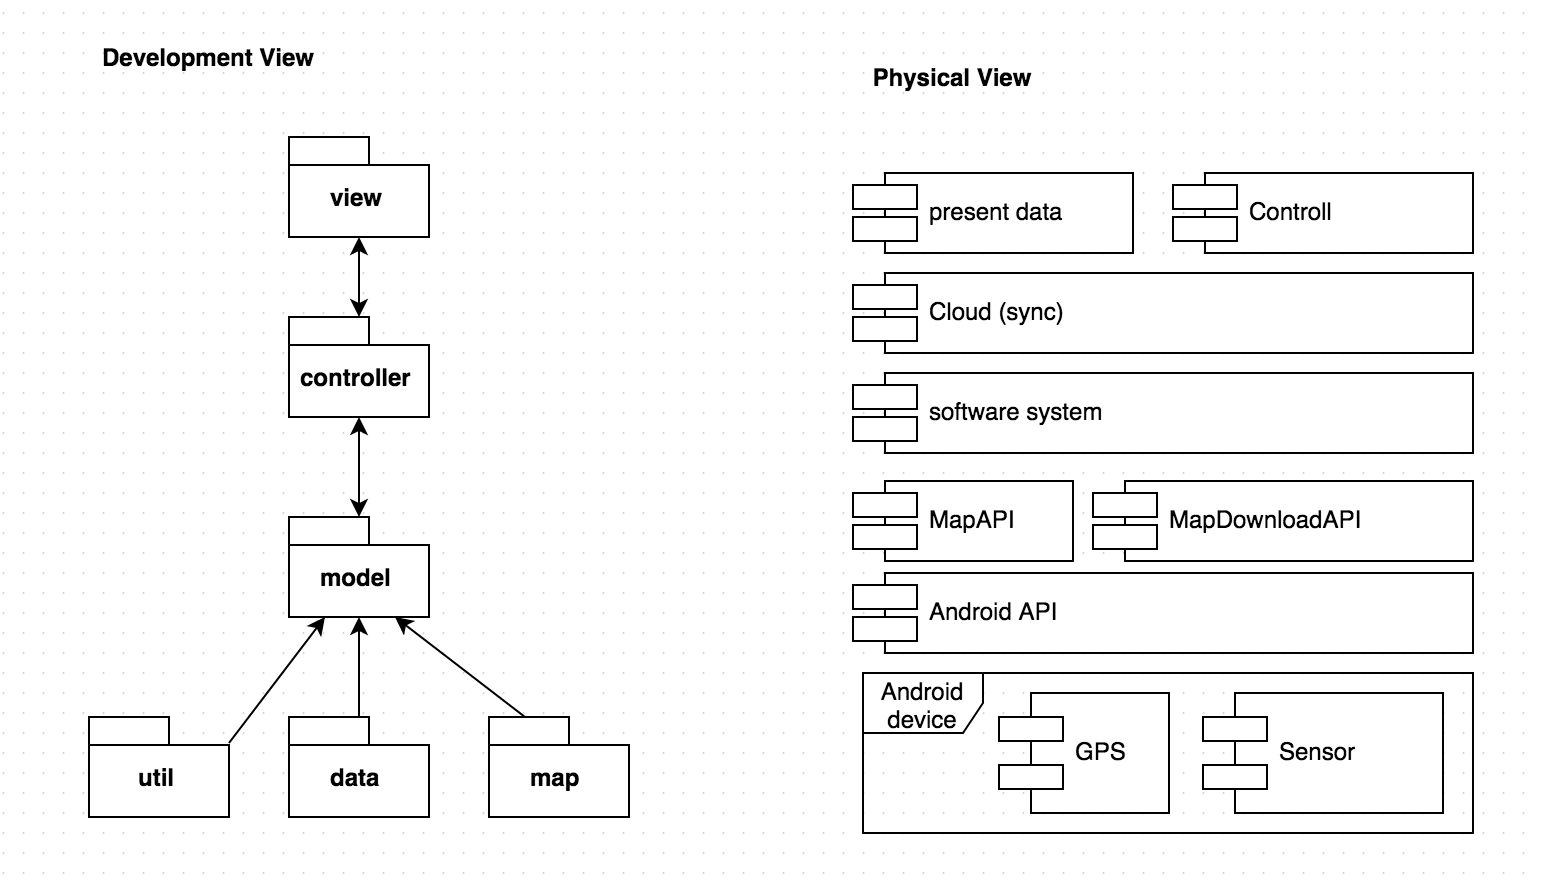 Development View
view
controller
model
util
data
map
Physical View
present data
Controll
Cloud (sync)
software system
MapAPI
MapDownloadAPI
Android API
Android
device
GPS
Sensor